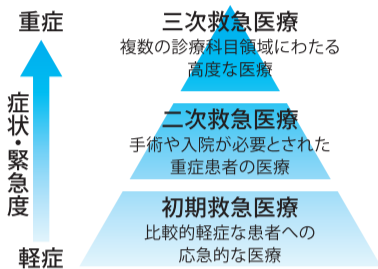 重症
症状・緊急度
軽症
三次救急医療
複数の診療科目領域にわたる
高度な医療
二次救急医療
手術や入院が必要とされた
重症患者の医療
初期救急医療
比較的軽症な患者への
応急的な医療